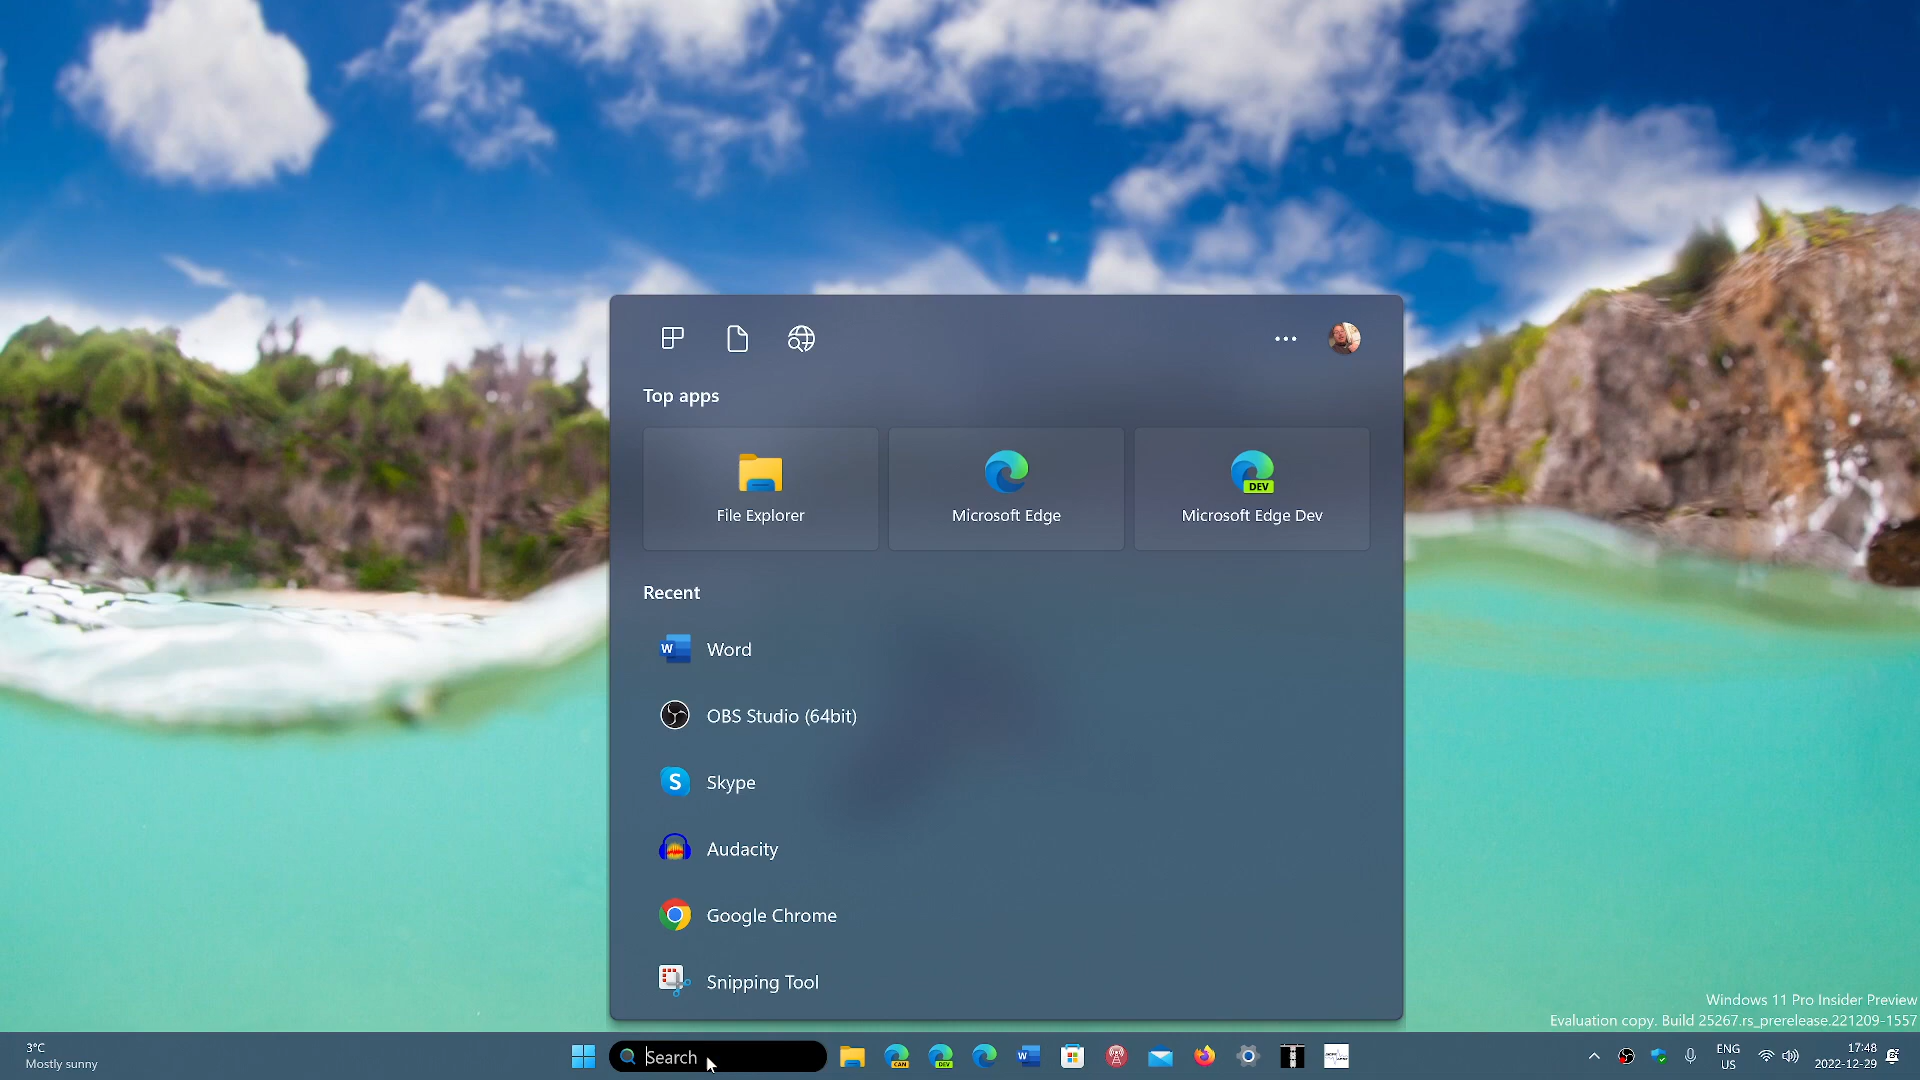 Top apps
File Explorer
Microsoft Edge
DEV
Microsoft Edge Dev
Recent
W
Word
OBS Studio (64bit)
S
Skype
Audacity
Google Chrome
Snipping Tool
Windows 11 Pro Insider Preview
Evaluation copy. Build 25267.rs_prerelease.221209-1557
3°C
Mostly sunny
Search
CAN
DEV
W
ENG
US
17:48
2022-12-29